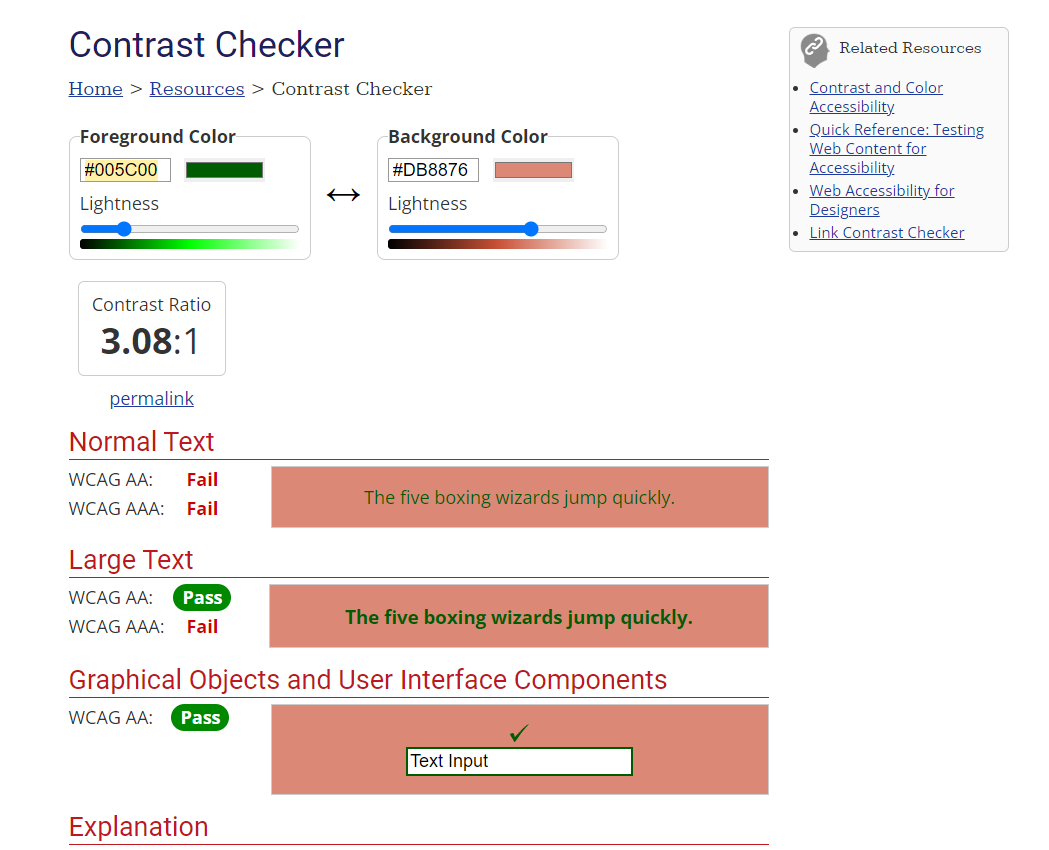 Contrast Checker
Home > Resources > Contrast Checker
Foreground Color
#005C00
Lightness
Background Color
#DB8876
Lightness
Contrast Ratio
3.08:1
permalink
Normal Text
WCAG AA: Fail
WCAG AAA: Fail
The five boxing wizards jump quickly.
Large Text
WCAG AA: Pass
WCAG AAA: Fail
The five boxing wizards jump quickly.
Graphical Objects and User Interface Components
WCAG AA: Pass
Text Input
Explanation
Related Resources
Contrast and Color
Accessibility
Quick Reference: Testing
Web Content for
Accessibility
Web Accessibility for
Designers
Link Contrast Checker